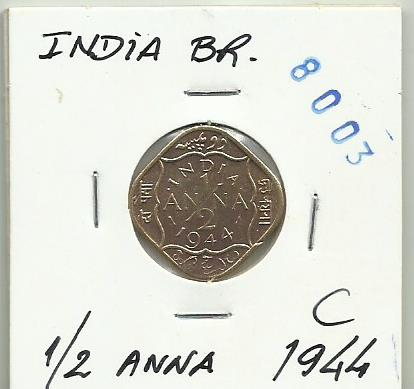 INDIA BR.
8003
INDIA
1/2
ANNA
1944
C
1/2 ANNA 1944